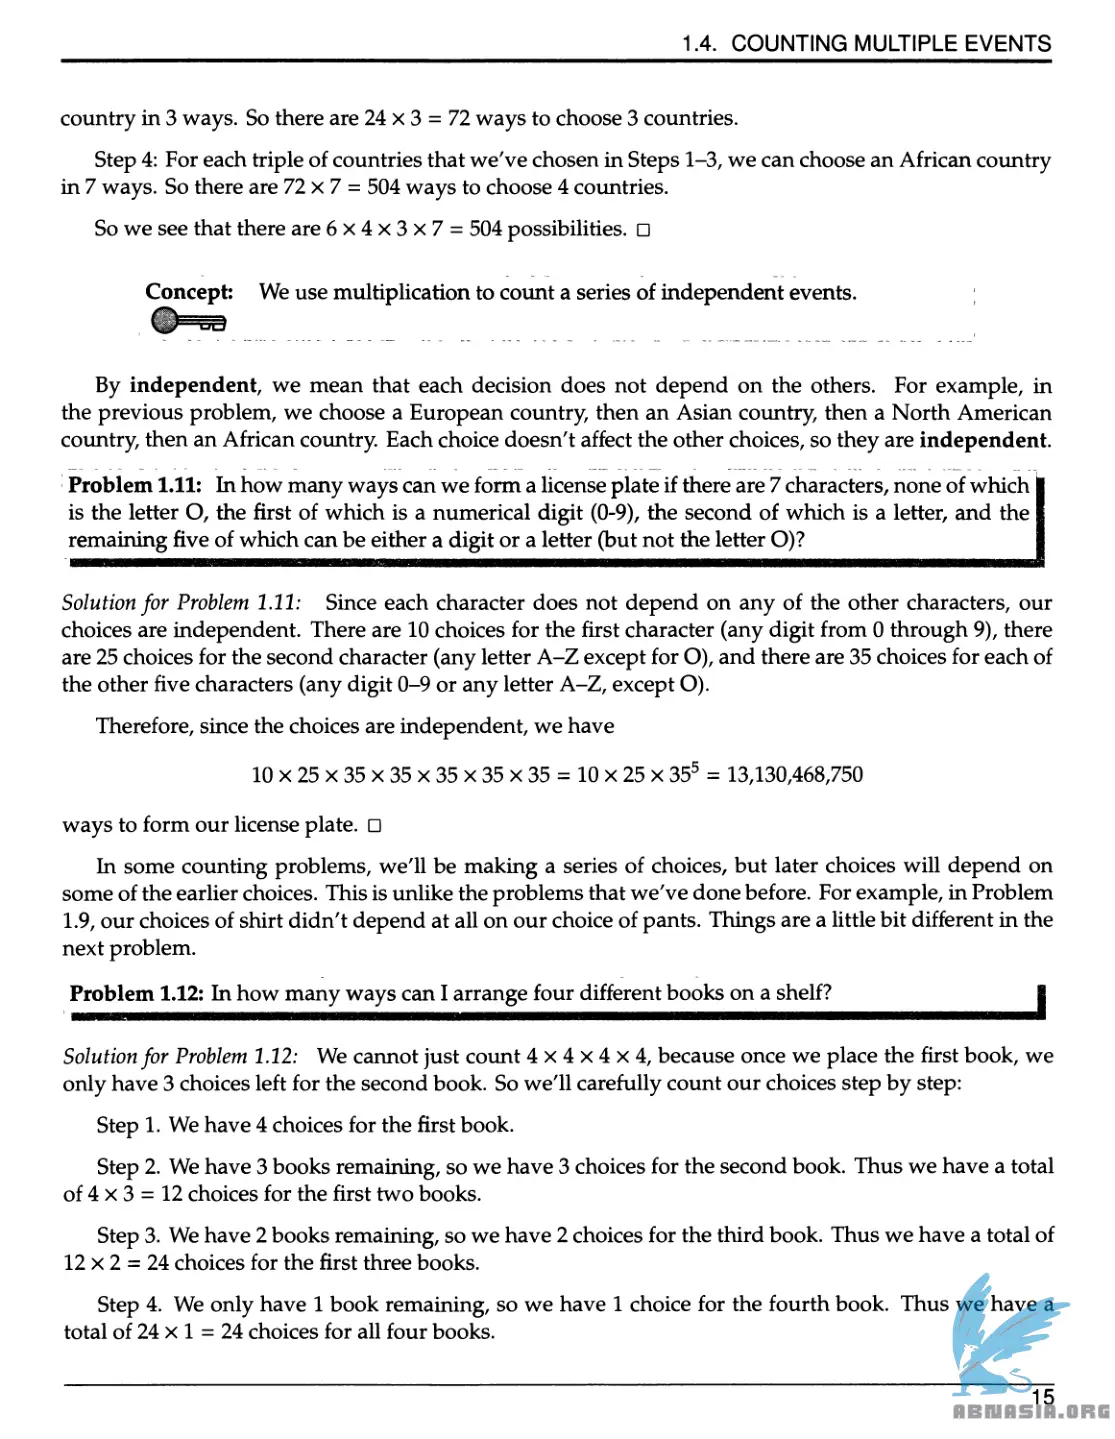 1.4. COUNTING MULTIPLE EVENTS
country in 3 ways. So there are 24 × 3 = 72 ways to choose 3 countries.
Step 4: For each triple of countries that we've chosen in Steps 1–3, we can choose an African country
in 7 ways. So there are 72 × 7 = 504 ways to choose 4 countries.
So we see that there are 6 × 4 × 3 × 7 = 504 possibilities. □
Concept: We use multiplication to count a series of independent events.
By independent, we mean that each decision does not depend on the others. For example, in
the previous problem, we choose a European country, then an Asian country, then a North American
country, then an African country. Each choice doesn't affect the other choices, so they are independent.
Problem 1.11: In how many ways can we form a license plate if there are 7 characters, none of which
is the letter O, the first of which is a numerical digit (0-9), the second of which is a letter, and the
remaining five of which can be either a digit or a letter (but not the letter O)?
Solution for Problem 1.11: Since each character does not depend on any of the other characters, our
choices are independent. There are 10 choices for the first character (any digit from 0 through 9), there
are 25 choices for the second character (any letter A–Z except for O), and there are 35 choices for each of
the other five characters (any digit 0–9 or any letter A–Z, except O).
Therefore, since the choices are independent, we have
10 × 25 × 35 × 35 × 35 × 35 × 35 = 10 × 25 × 35⁵ = 13,130,468,750
ways to form our license plate. □
In some counting problems, we'll be making a series of choices, but later choices will depend on
some of the earlier choices. This is unlike the problems that we've done before. For example, in Problem
1.9, our choices of shirt didn't depend at all on our choice of pants. Things are a little bit different in the
next problem.
Problem 1.12: In how many ways can I arrange four different books on a shelf?
Solution for Problem 1.12: We cannot just count 4 × 4 × 4 × 4, because once we place the first book, we
only have 3 choices left for the second book. So we'll carefully count our choices step by step:
Step 1. We have 4 choices for the first book.
Step 2. We have 3 books remaining, so we have 3 choices for the second book. Thus we have a total
of 4 × 3 = 12 choices for the first two books.
Step 3. We have 2 books remaining, so we have 2 choices for the third book. Thus we have a total of
12 × 2 = 24 choices for the first three books.
Step 4. We only have 1 book remaining, so we have 1 choice for the fourth book. Thus we have a
total of 24 × 1 = 24 choices for all four books.
15
ABNASIA.ORG